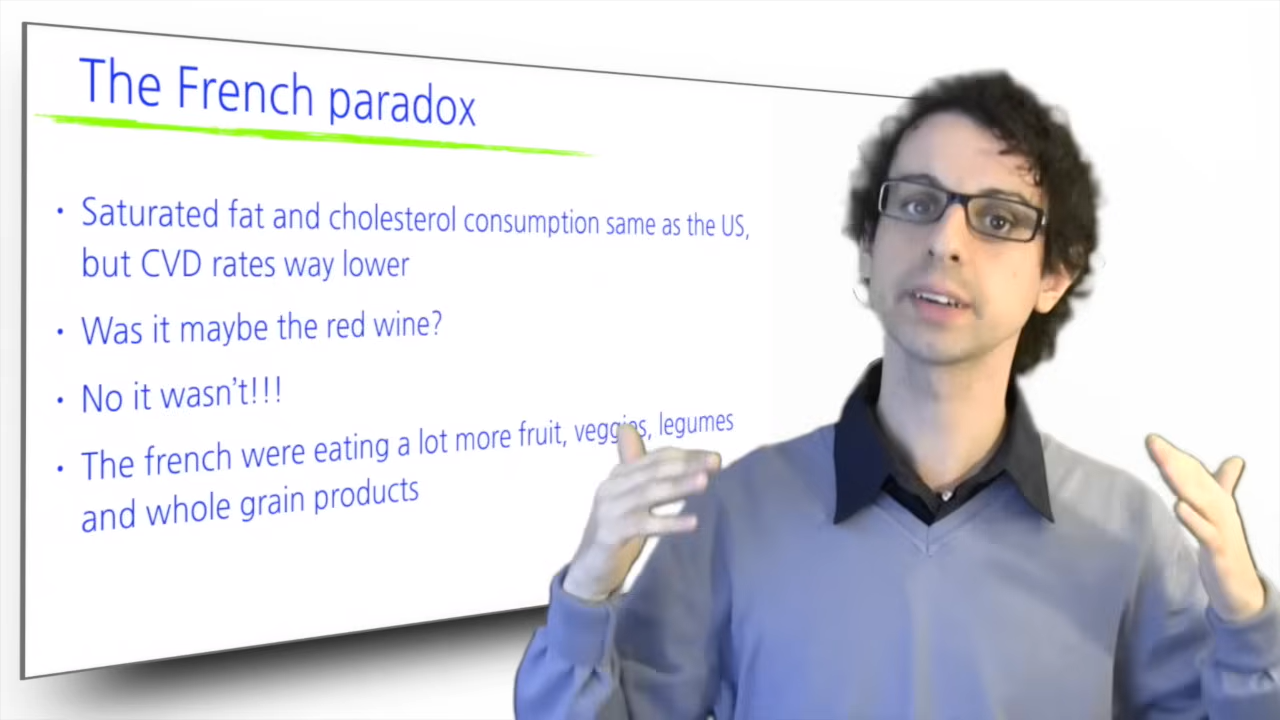 The French paradox
• Saturated fat and cholesterol consumption same as the US,
but CVD rates way lower
• Was it maybe the red wine?
• No it wasn't!!!
• The french were eating a lot more fruit, veggies, legumes
and whole grain products